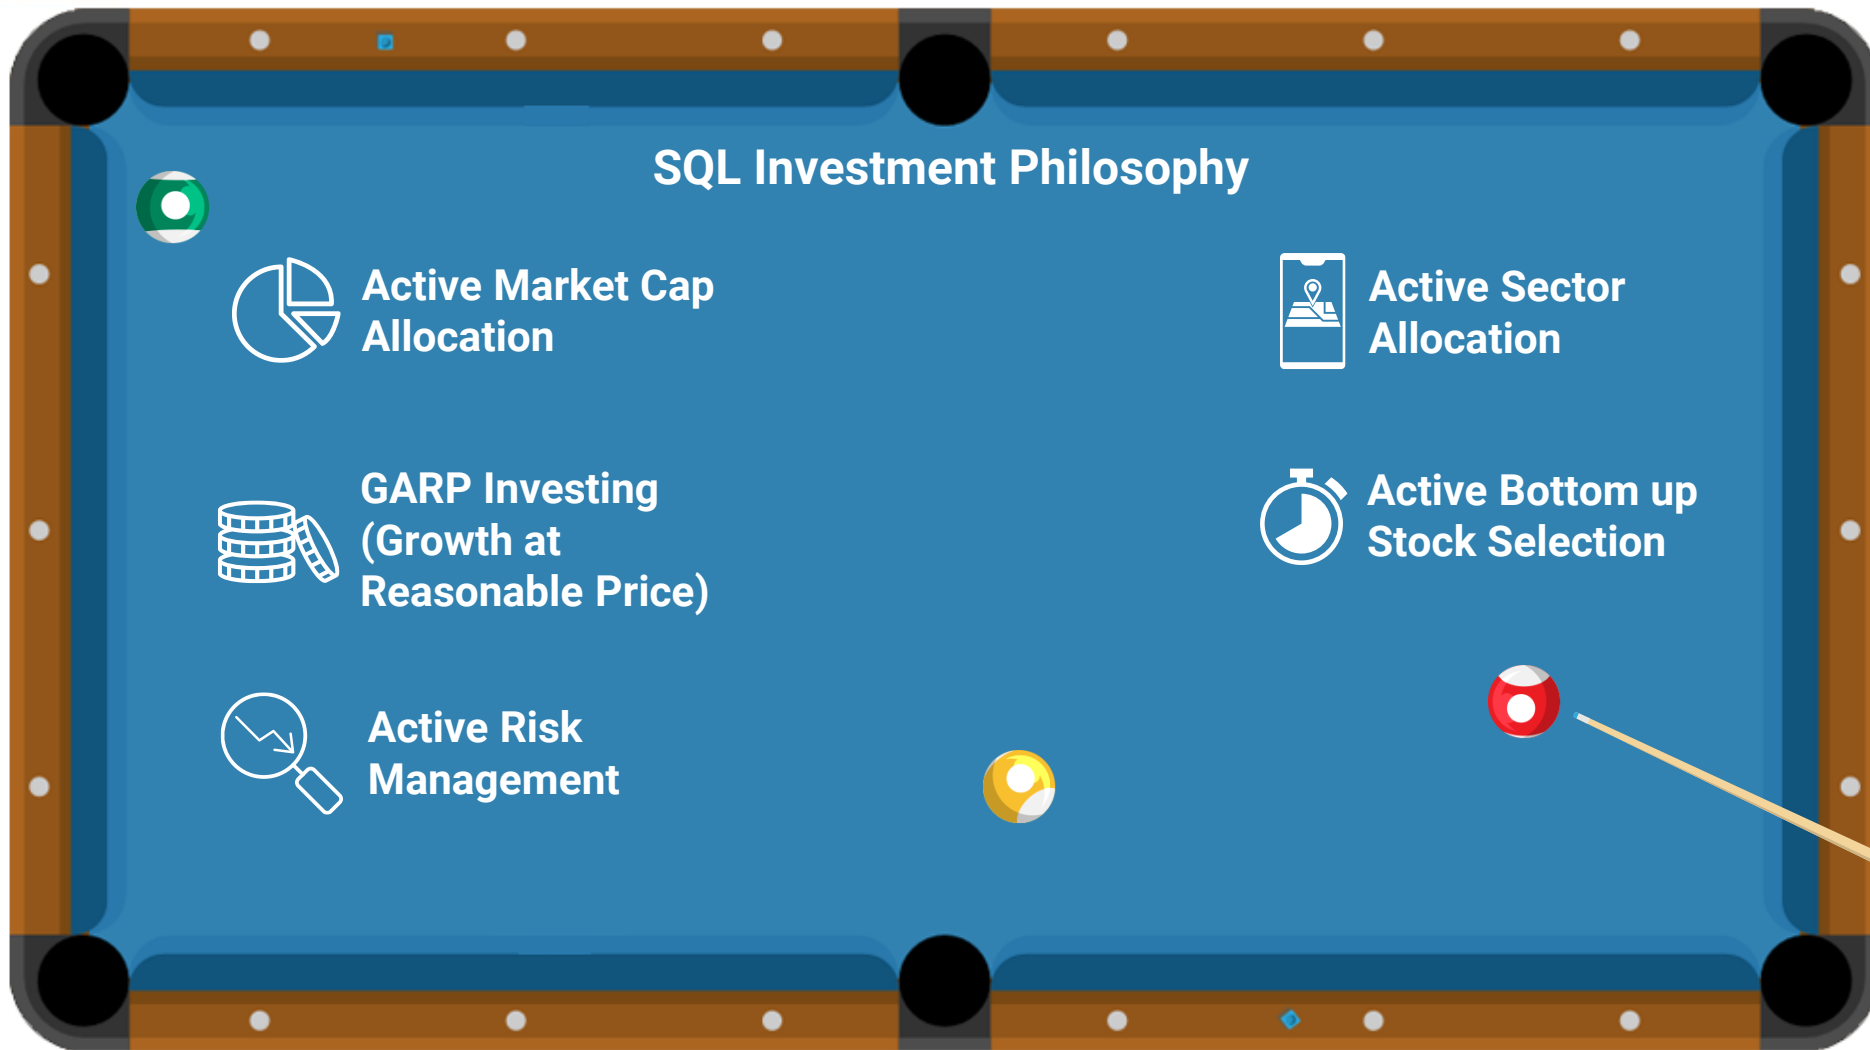 SQL Investment Philosophy
Active Market Cap
Allocation
Active Sector
Allocation
GARP Investing
(Growth at
Reasonable Price)
Active Bottom up
Stock Selection
Active Risk
Management